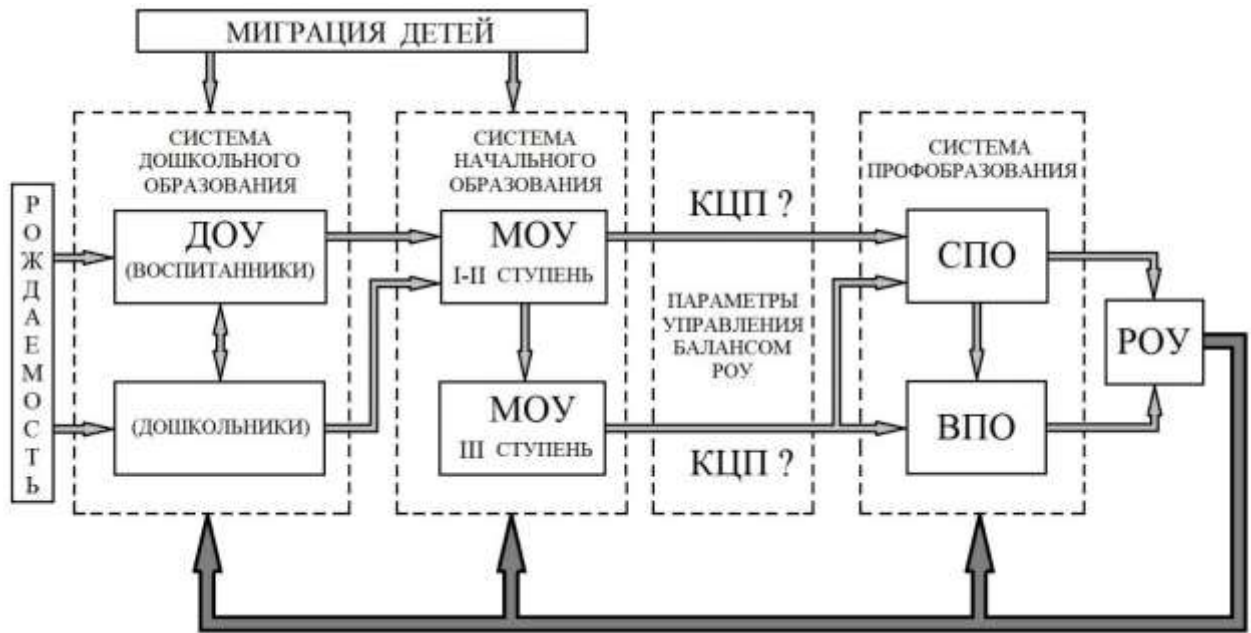 МИГРАЦИЯ ДЕТЕЙ
РОЖДАЕМОСТЬ
СИСТЕМА
ДОШКОЛЬНОГО
ОБРАЗОВАНИЯ
ДОУ
(ВОСПИТАННИКИ)
(ДОШКОЛЬНИКИ)
СИСТЕМА
НАЧАЛЬНОГО
ОБРАЗОВАНИЯ
МОУ
I-II СТУПЕНЬ
МОУ
III СТУПЕНЬ
КЦП ?
ПАРАМЕТРЫ
УПРАВЛЕНИЯ
БАЛАНСОМ
РОУ
КЦП ?
СИСТЕМА
ПРОФОБРАЗОВАНИЯ
СПО
ВПО
РОУ